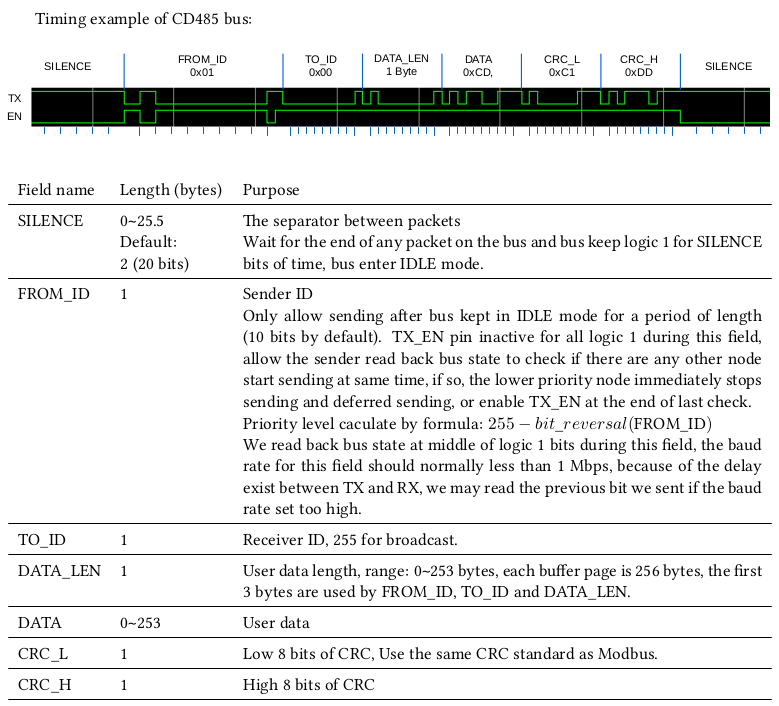 Timing example of CD485 bus:
SILENCE
FROM_ID
0x01
TO_ID
0x00
DATA_LEN
1 Byte
DATA
0xCD,
CRC_L
0xC1
CRC_H
0xDD
SILENCE
TX
EN
Field name Length (bytes) Purpose
SILENCE 0~25.5 The separator between packets
Default: Wait for the end of any packet on the bus and bus keep logic 1 for SILENCE
2 (20 bits) bits of time, bus enter IDLE mode.
FROM_ID 1 Sender ID
Only allow sending after bus kept in IDLE mode for a period of length
(10 bits by default). TX_EN pin inactive for all logic 1 during this field,
allow the sender read back bus state to check if there are any other node
start sending at same time, if so, the lower priority node immediately stops
sending and deferred sending, or enable TX_EN at the end of last check.
Priority level caculate by formula: 255 − bit_reversal(FROM_ID)
We read back bus state at middle of logic 1 bits during this field, the baud
rate for this field should normally less than 1 Mbps, because of the delay
exist between TX and RX, we may read the previous bit we sent if the baud
rate set too high.
TO_ID 1 Receiver ID, 255 for broadcast.
DATA_LEN 1 User data length, range: 0~253 bytes, each buffer page is 256 bytes, the first
3 bytes are used by FROM_ID, TO_ID and DATA_LEN.
DATA 0~253 User data
CRC_L 1 Low 8 bits of CRC, Use the same CRC standard as Modbus.
CRC_H 1 High 8 bits of CRC